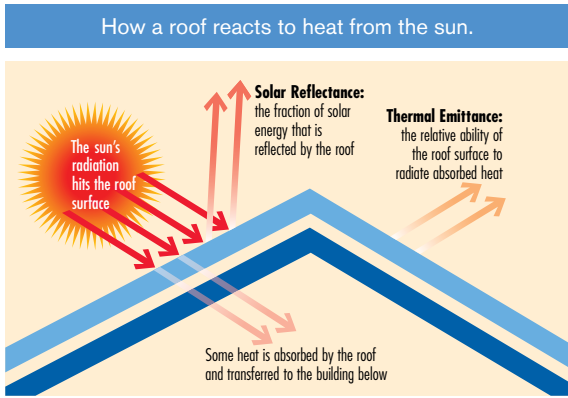 How a roof reacts to heat from the sun.
The sun's
radiation
hits the roof
surface
Solar Reflectance:
the fraction of solar
energy that is
reflected by the roof
Thermal Emittance:
the relative ability of
the roof surface to
radiate absorbed heat
Some heat is absorbed by the roof
and transferred to the building below